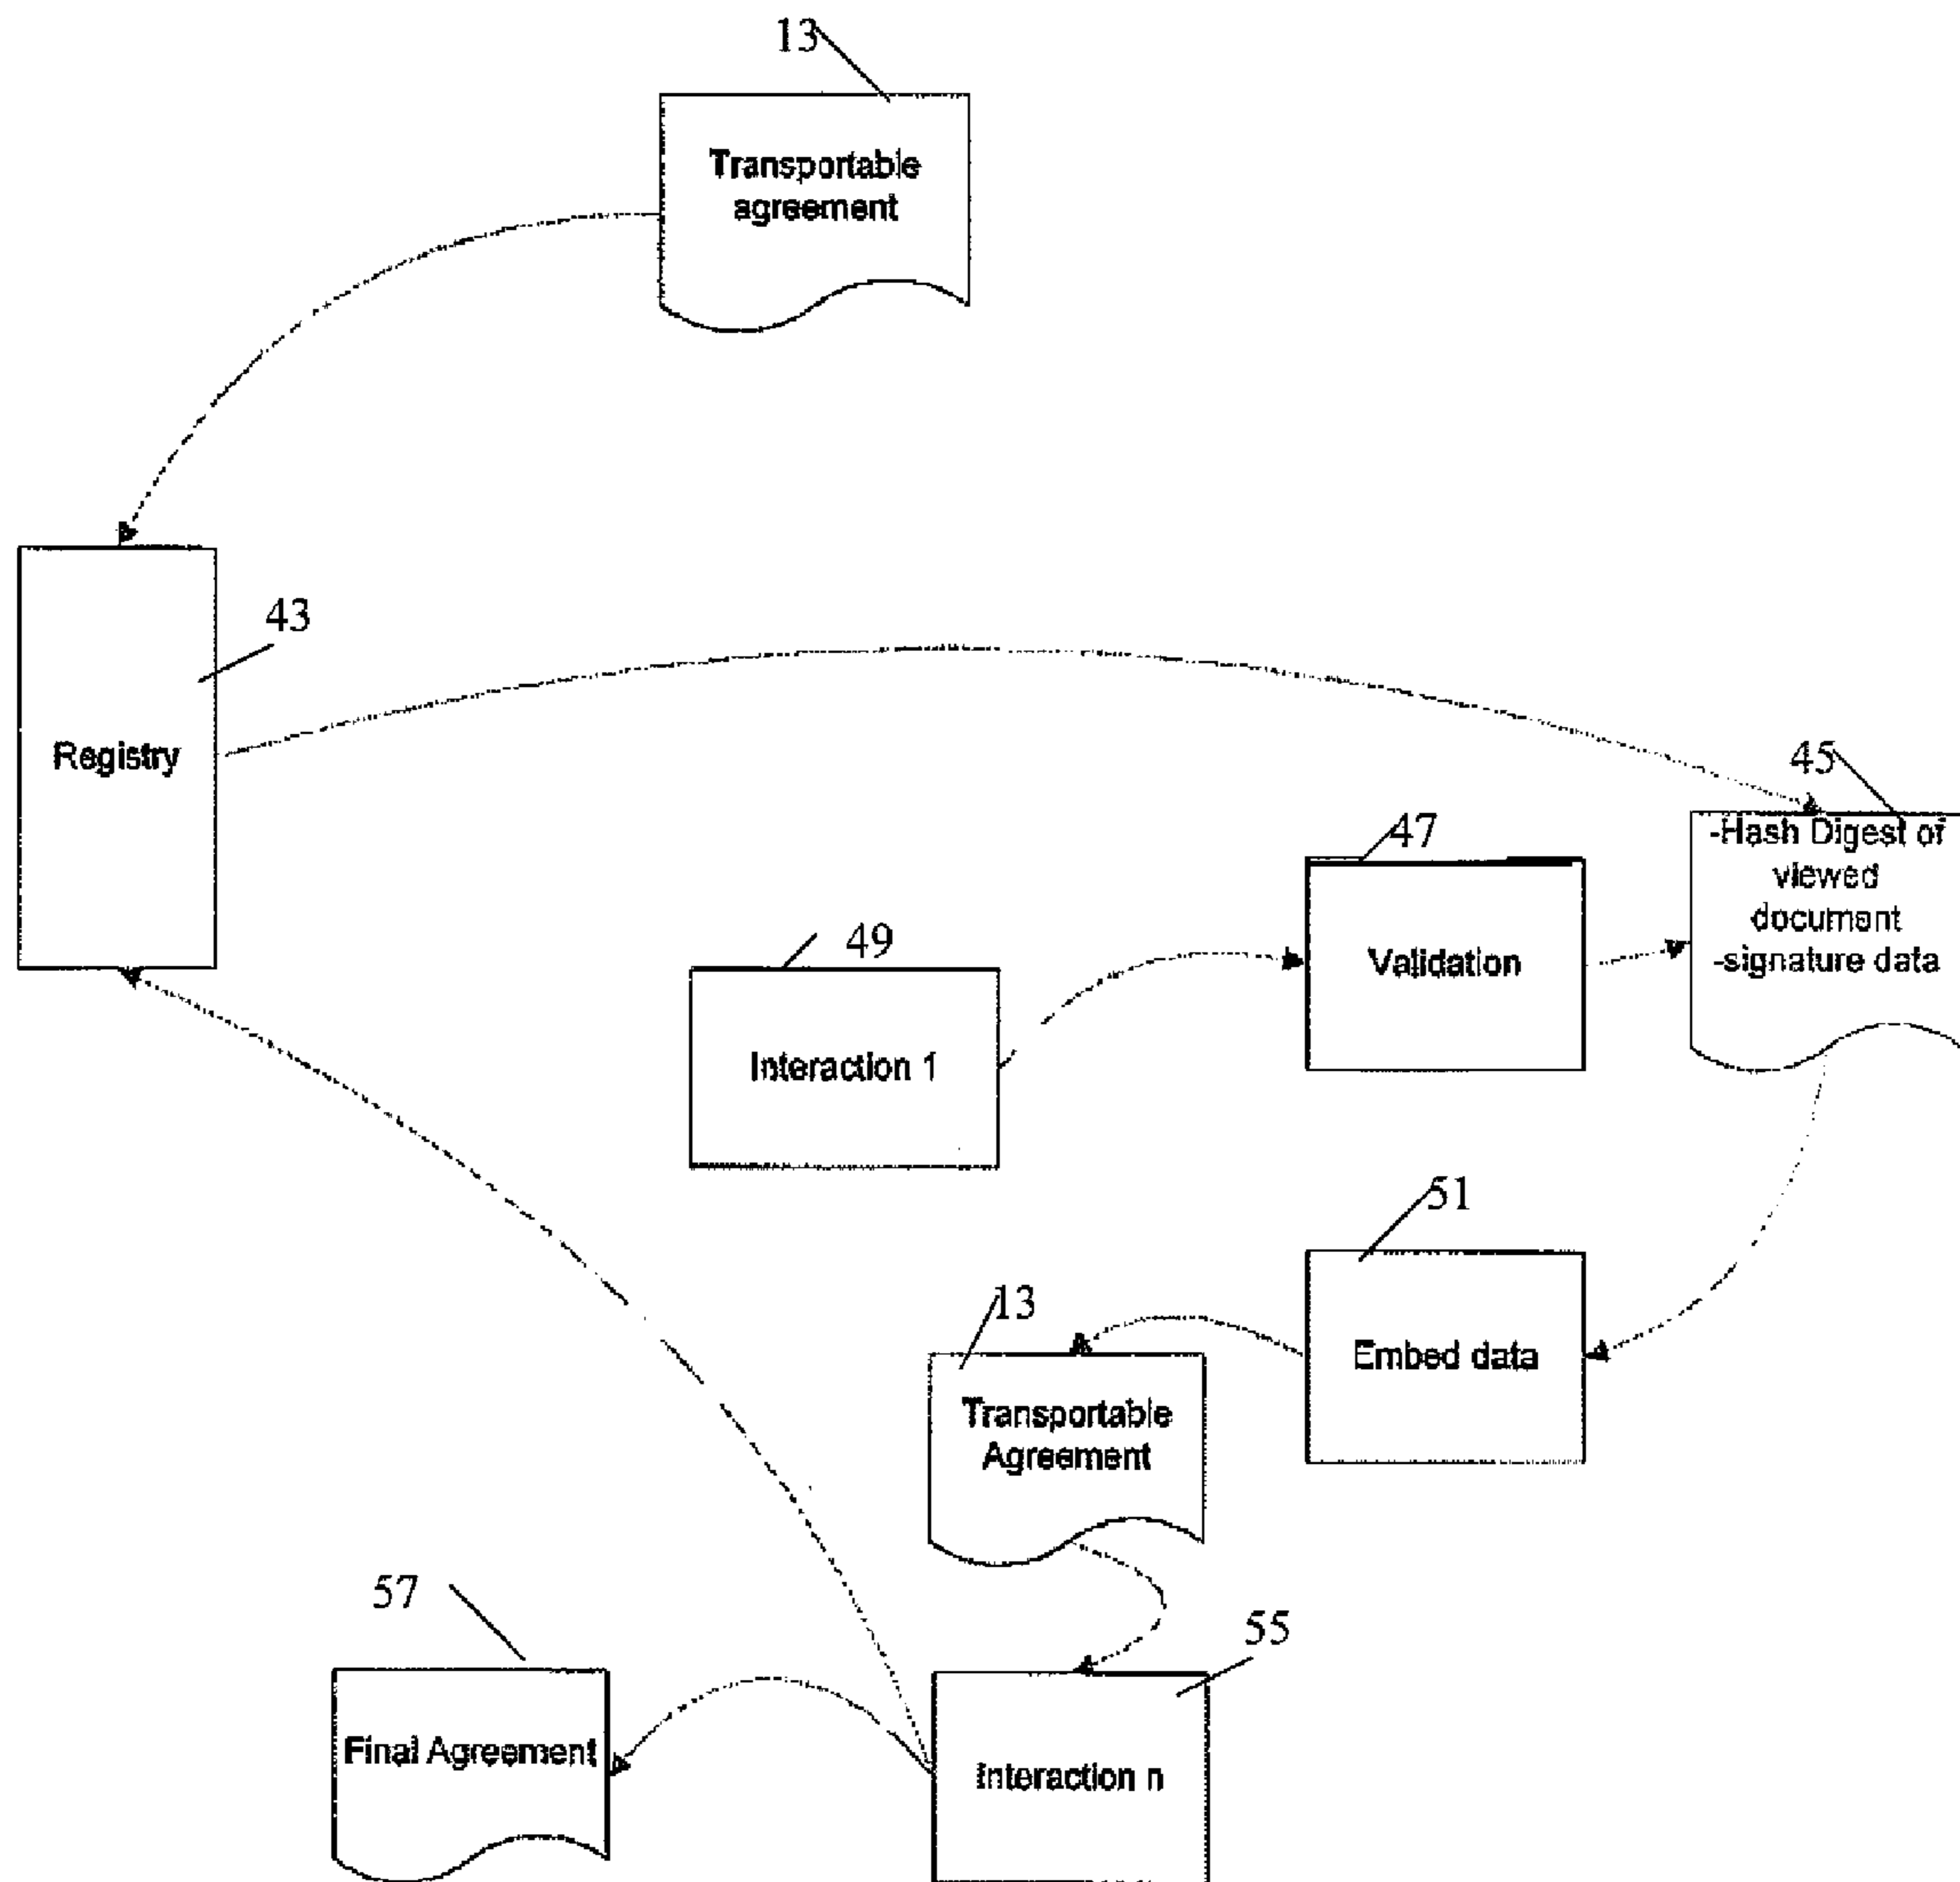 13
Transportable
agreement
43
Registry
45
-Hash Digest of
viewed
document
-signature data
47
Validation
49
Interaction 1
51
Embed data
13
Transportable
Agreement
57
Final Agreement
55
Interaction n